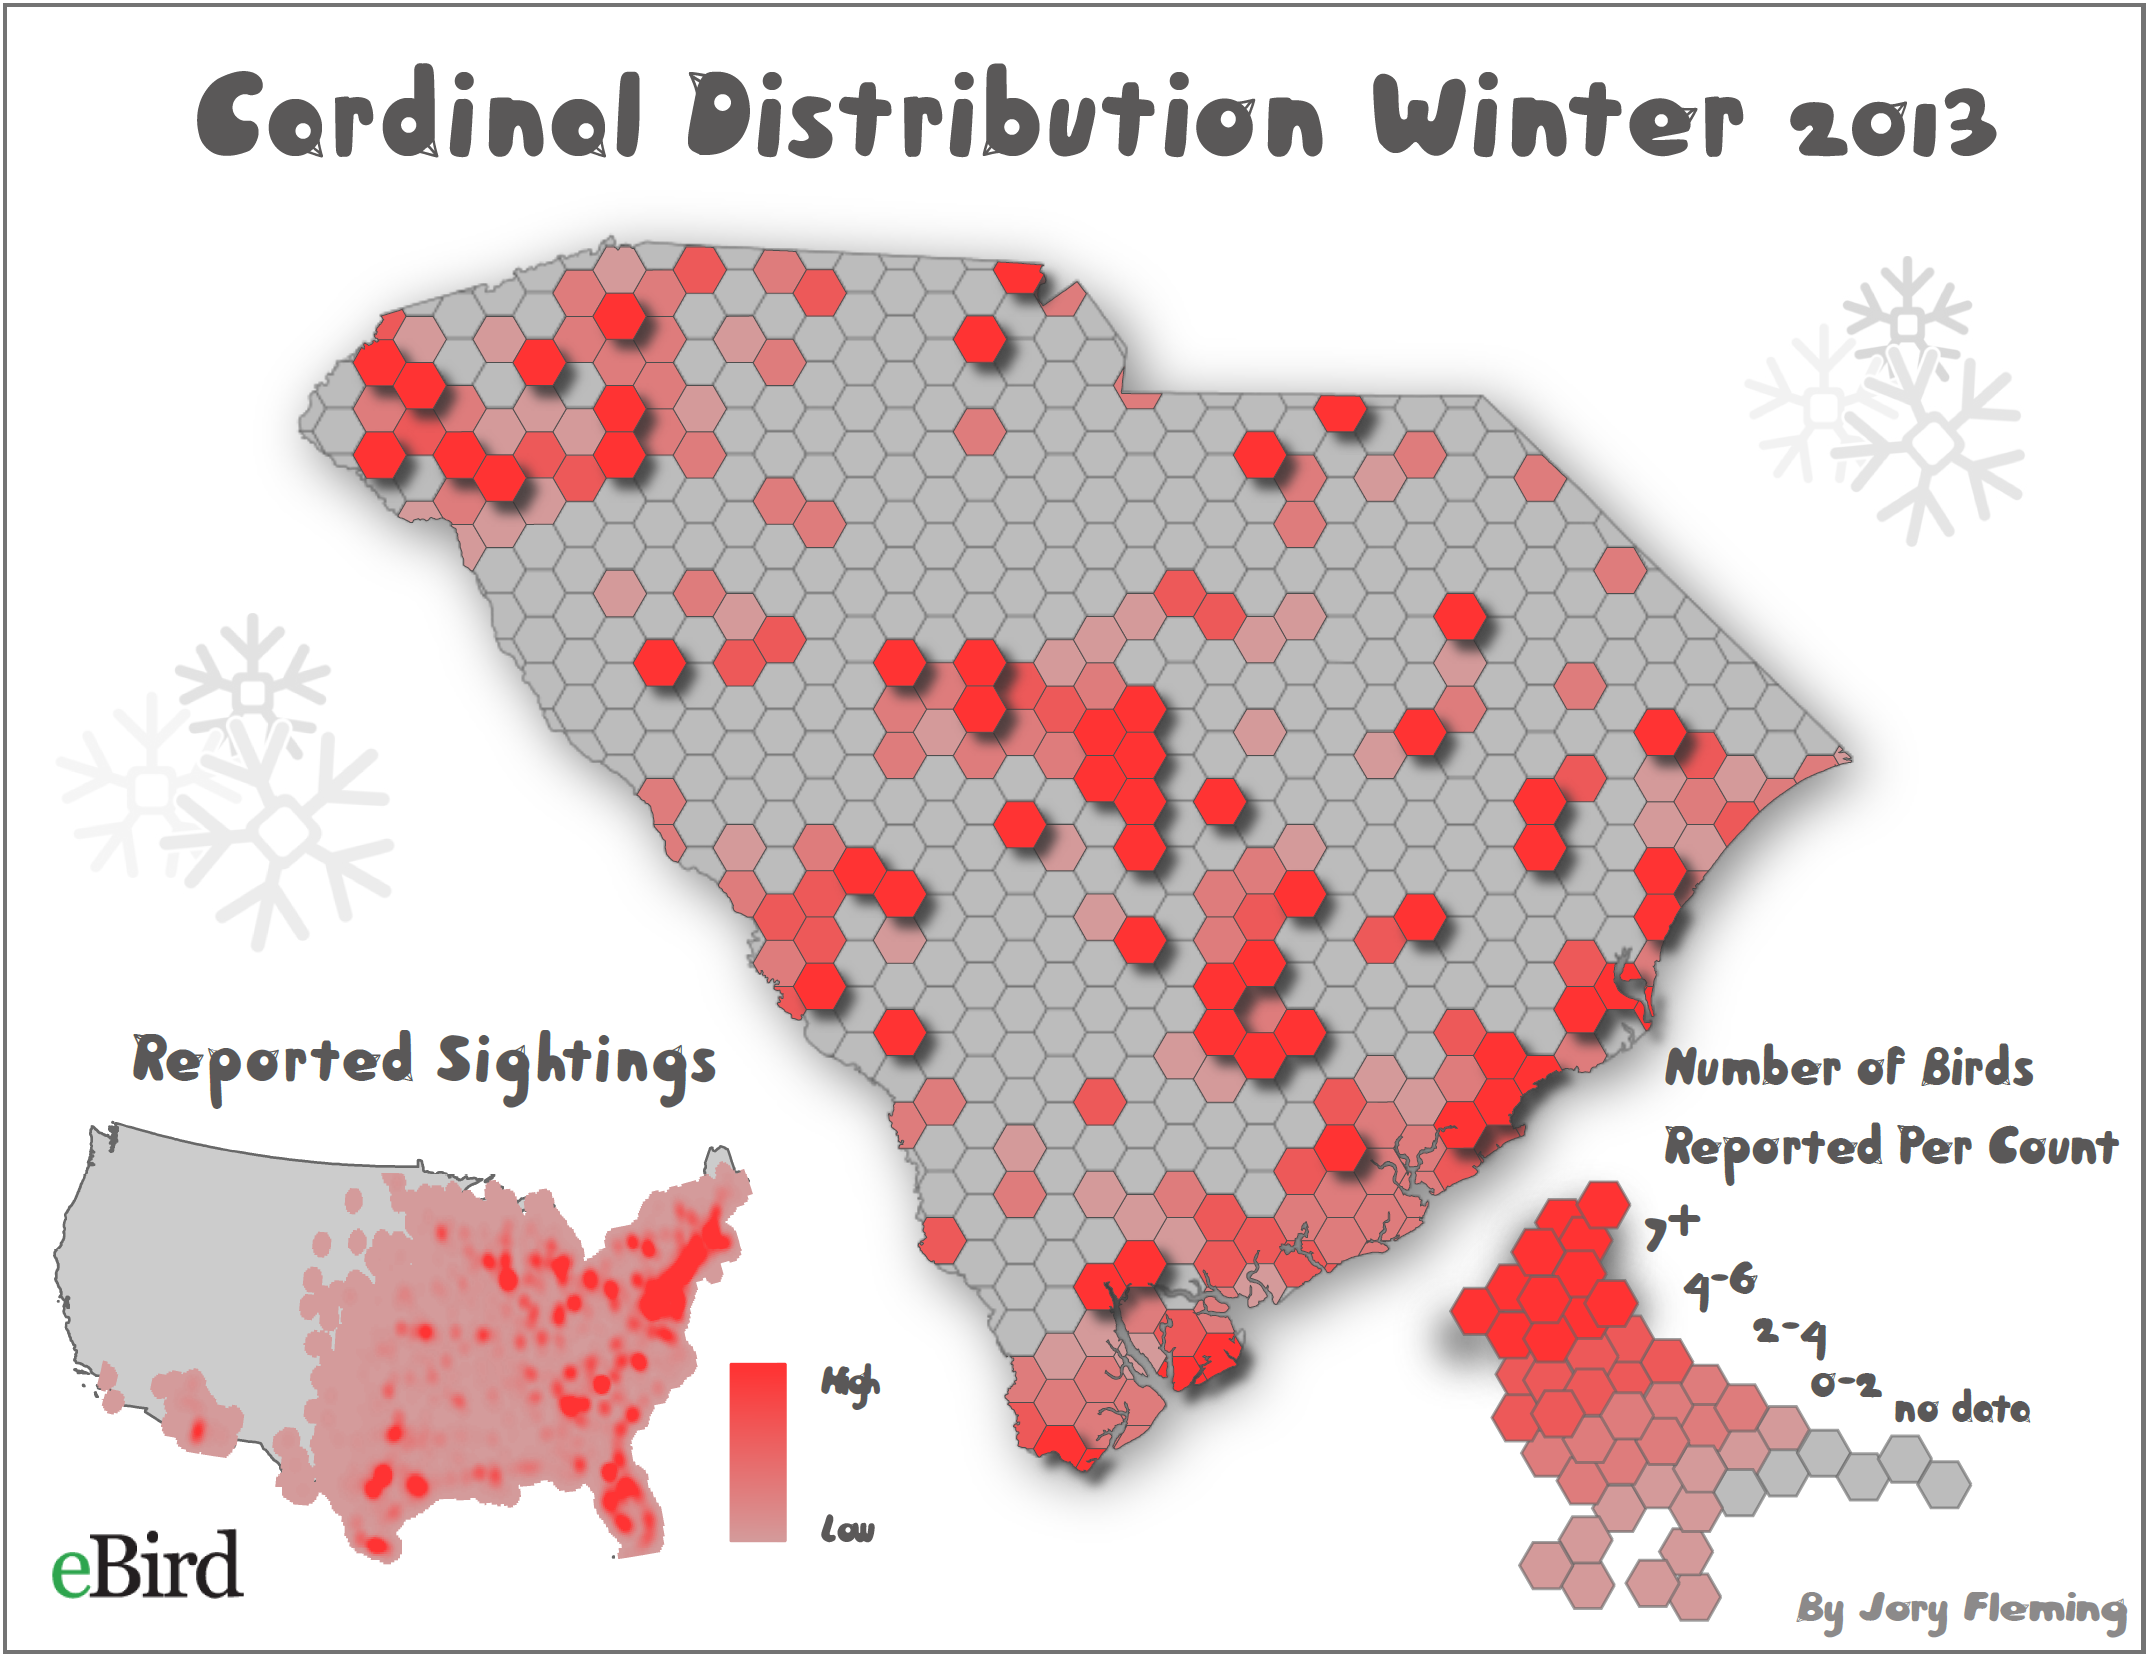 Cardinal Distribution Winter 2013
Reported Sightings
High
Low
eBird
Number of Birds
Reported Per Count
7+
4-6
2-4
0-2
no data
By Jory Fleming